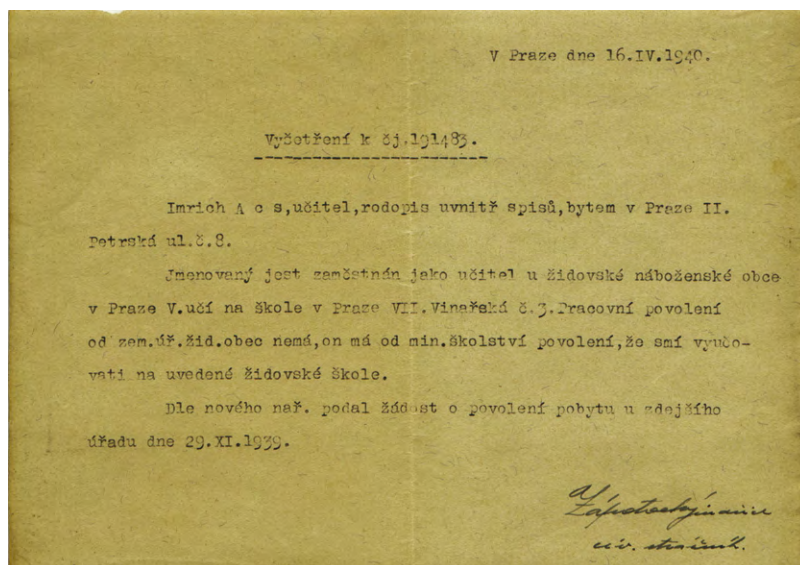 V Praze dne 16.IV.1940.
Vyčetření k čj.191483.
Imrich A c s,učitel,rodopis uvnitř spisů,bytem v Praze II.
Petrská ul.č.8.
Jmenovaný jest zaměstnán jako učitel u židovské náboženské obce
v Praze V.učí na škole v Praze VII.Vinařská č.3.Pracovní povolení
od zem.úř.žid.obec nemá,on má od min.školství povolení,že smí vyučo-
vati na uvedené židovské škole.
Dle nového nař. podal žádost o povolení pobytu u zdejšího
úřadu dne 29.XI.1939.